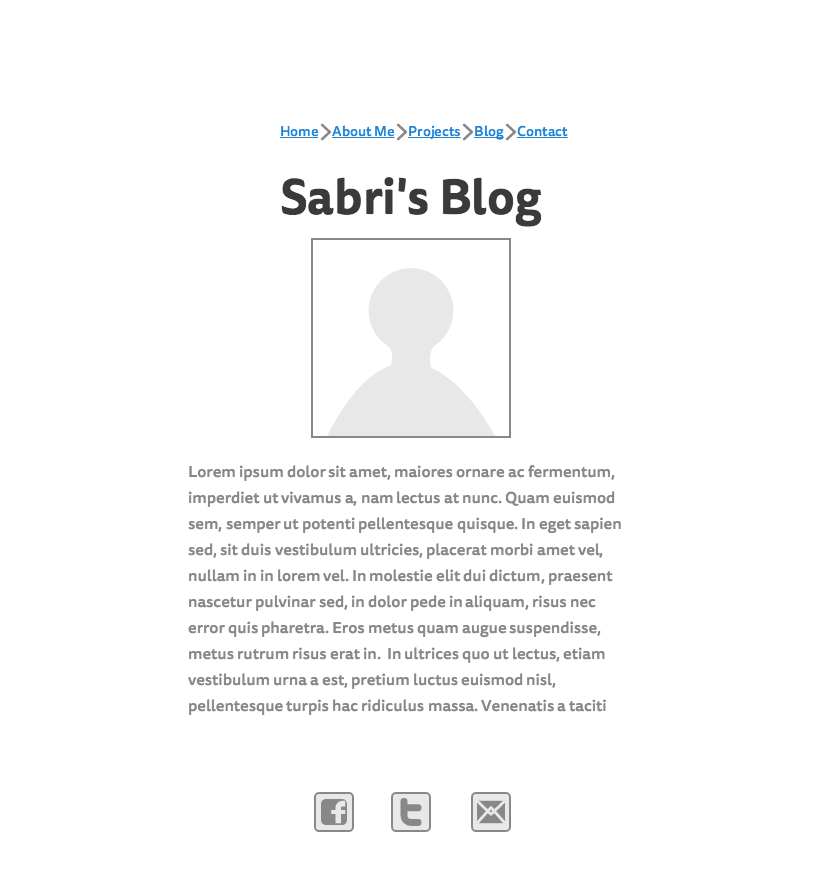 Home > About Me > Projects > Blog > Contact
Sabri's Blog
Lorem ipsum dolor sit amet, maiores ornare ac fermentum,
imperdiet ut vivamus a, nam lectus at nunc. Quam euismod
sem, semper ut potenti pellentesque quisque. In eget sapien
sed, sit duis vestibulum ultricies, placerat morbi amet vel,
nullam in in lorem vel. In molestie elit dui dictum, praesent
nascetur pulvinar sed, in dolor pede in aliquam, risus nec
error quis pharetra. Eros metus quam augue suspendisse,
metus rutrum risus erat in.  In ultrices quo ut lectus, etiam
vestibulum urna a est, pretium luctus euismod nisl,
pellentesque turpis hac ridiculus massa. Venenatis a taciti